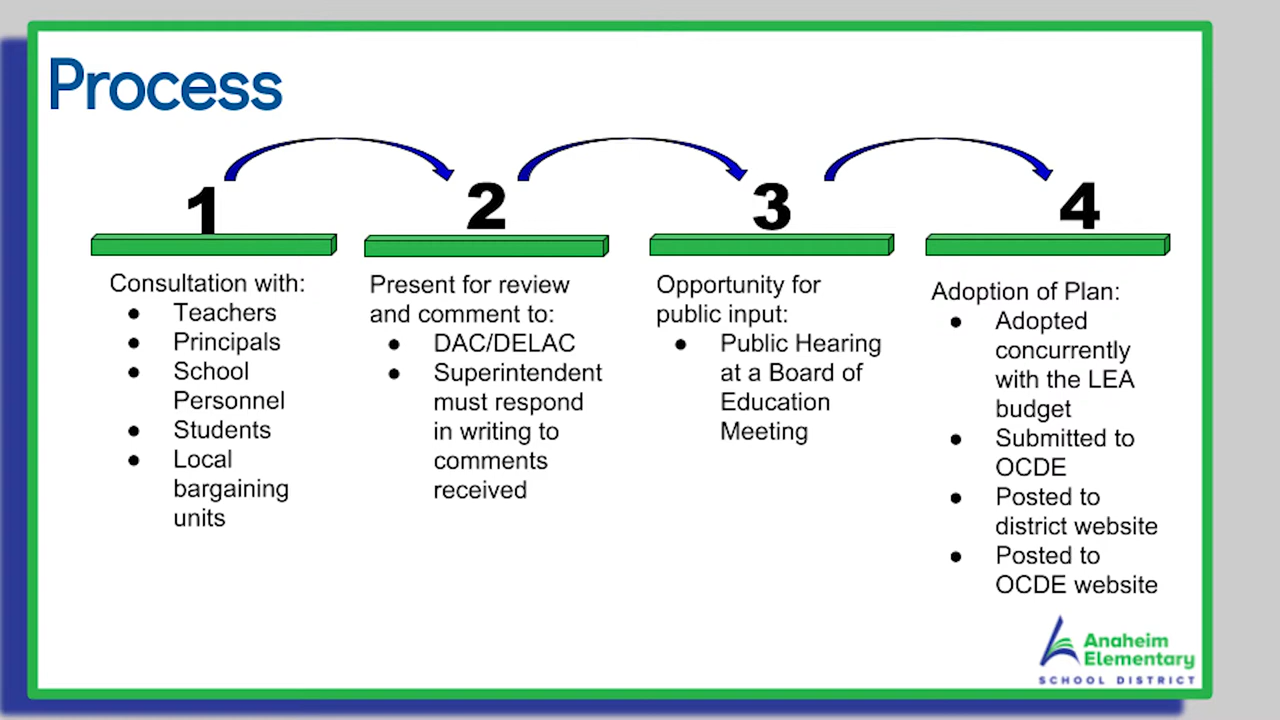 Process
1
Consultation with:
● Teachers
● Principals
● School
Personnel
● Students
● Local
bargaining
units
2
Present for review
and comment to:
● DAC/DELAC
● Superintendent
must respond
in writing to
comments
received
3
Opportunity for
public input:
● Public Hearing
at a Board of
Education
Meeting
4
Adoption of Plan:
● Adopted
concurrently
with the LEA
budget
● Submitted to
OCDE
● Posted to
district website
● Posted to
OCDE website
Anaheim
Elementary
SCHOOL DISTRICT